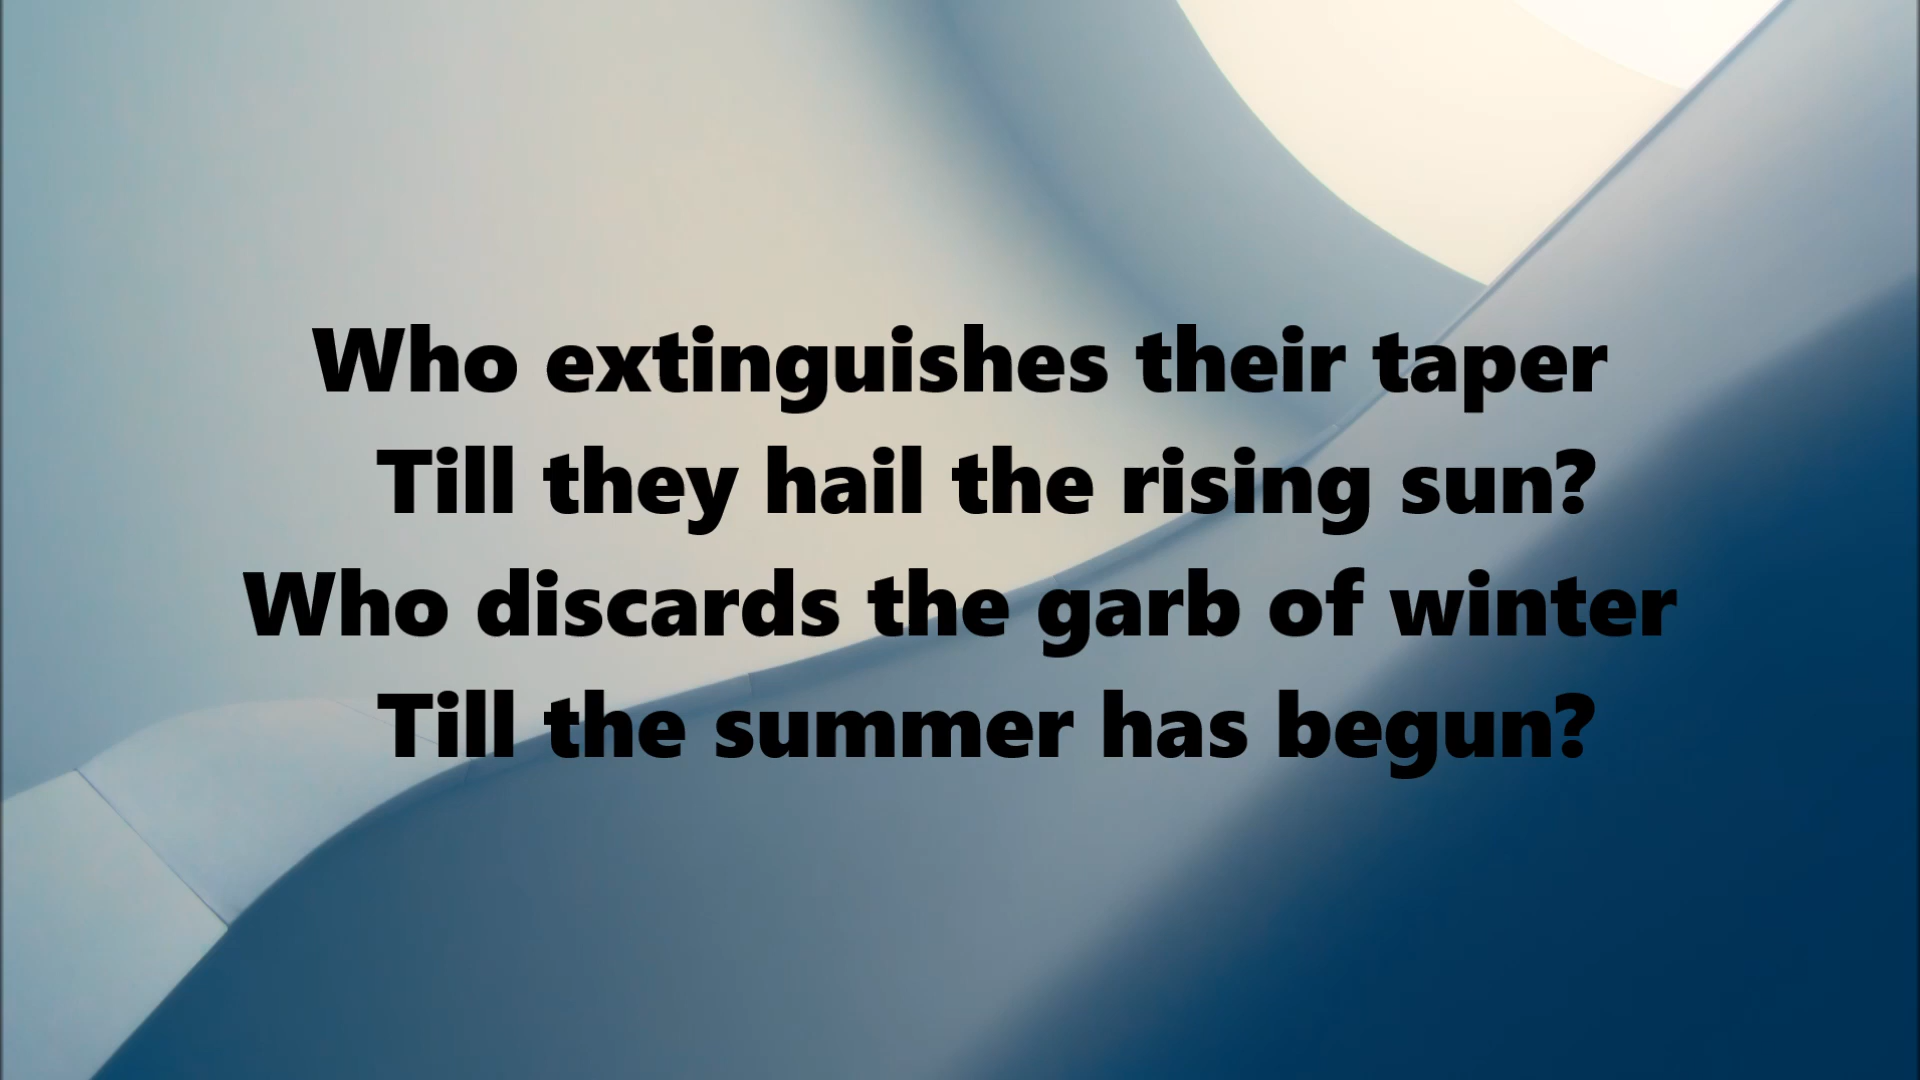 Who extinguishes their taper
Till they hail the rising sun?
Who discards the garb of winter
Till the summer has begun?